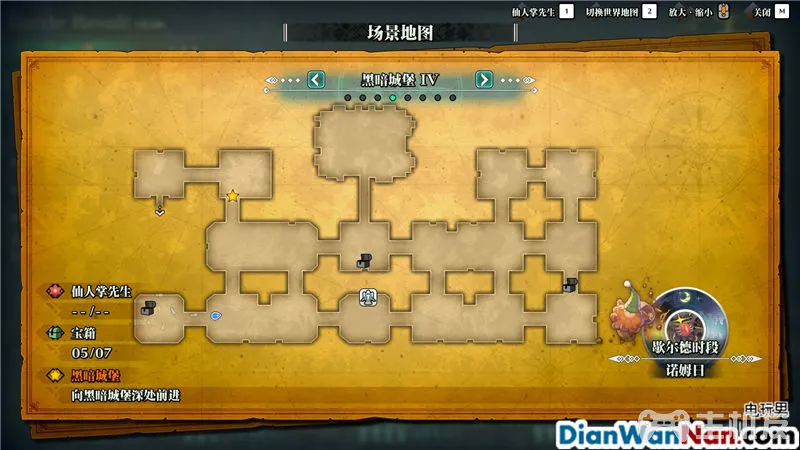 仙人掌先生 1 切换世界地图 2 放大·缩小 关闭 M
场景地图
黑暗城堡 IV
仙人掌先生
--/--
宝箱
05/07
黑暗城堡
向黑暗城堡深处前进
歇尔德时段
诺姆日
电玩男
DianWanNan.com